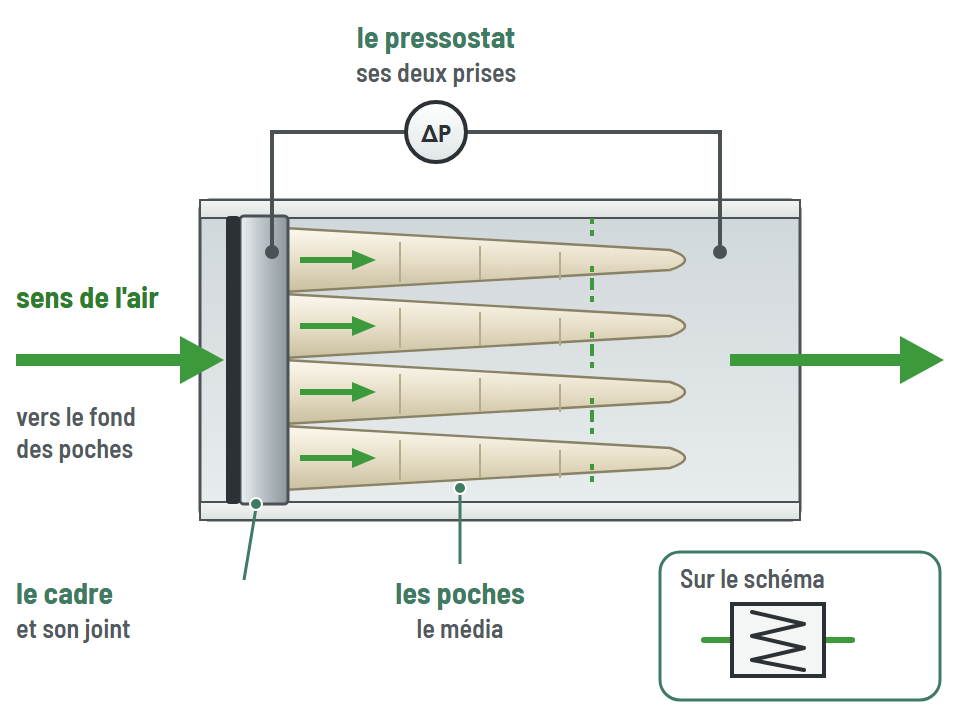 le pressostat
ses deux prises
ΔP
sens de l'air
vers le fond
des poches
le cadre
et son joint
les poches
le média
Sur le schéma